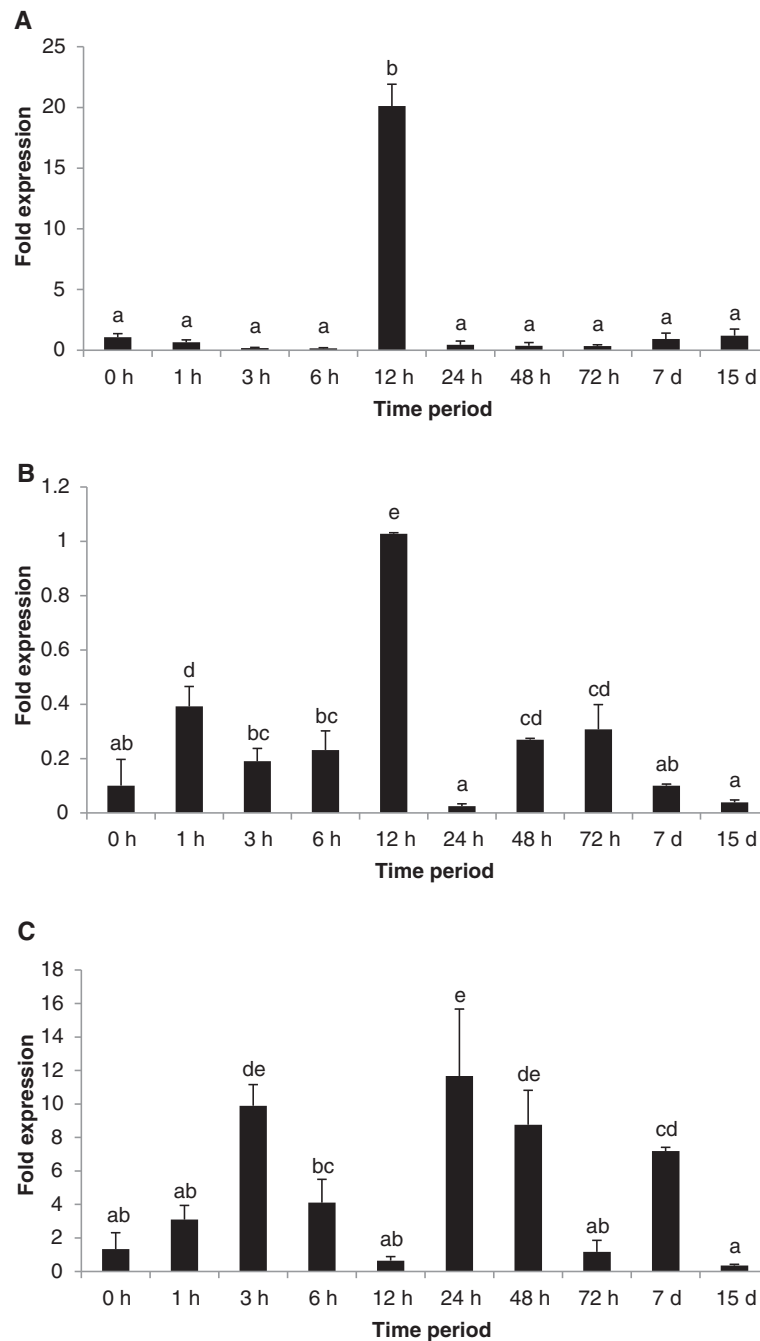 A
Fold expression
25
20
15
10
5
0
b
a a a a a a a a a
0 h 1 h 3 h 6 h 12 h 24 h 48 h 72 h 7 d 15 d
Time period
B
Fold expression
1.2
1
0.8
0.6
0.4
0.2
0
e
d
ab bc bc a cd cd ab a
0 h 1 h 3 h 6 h 12 h 24 h 48 h 72 h 7 d 15 d
Time period
C
Fold expression
18
16
14
12
10
8
6
4
2
0
ab ab de bc ab e de ab cd a
0 h 1 h 3 h 6 h 12 h 24 h 48 h 72 h 7 d 15 d
Time period